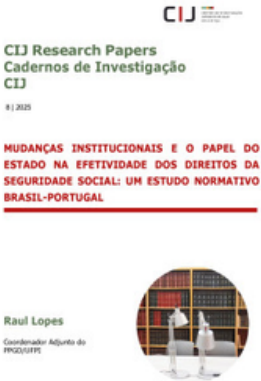 CIJ
CIJ Research Papers
Cadernos de Investigação
CIJ
8 | 2025
MUDANÇAS INSTITUCIONAIS E O PAPEL DO
ESTADO NA EFETIVIDADE DOS DIREITOS DA
SEGURIDADE SOCIAL: UM ESTUDO NORMATIVO
BRASIL-PORTUGAL
Raul Lopes
Coordenador Adjunto do
PPGD/UFPI